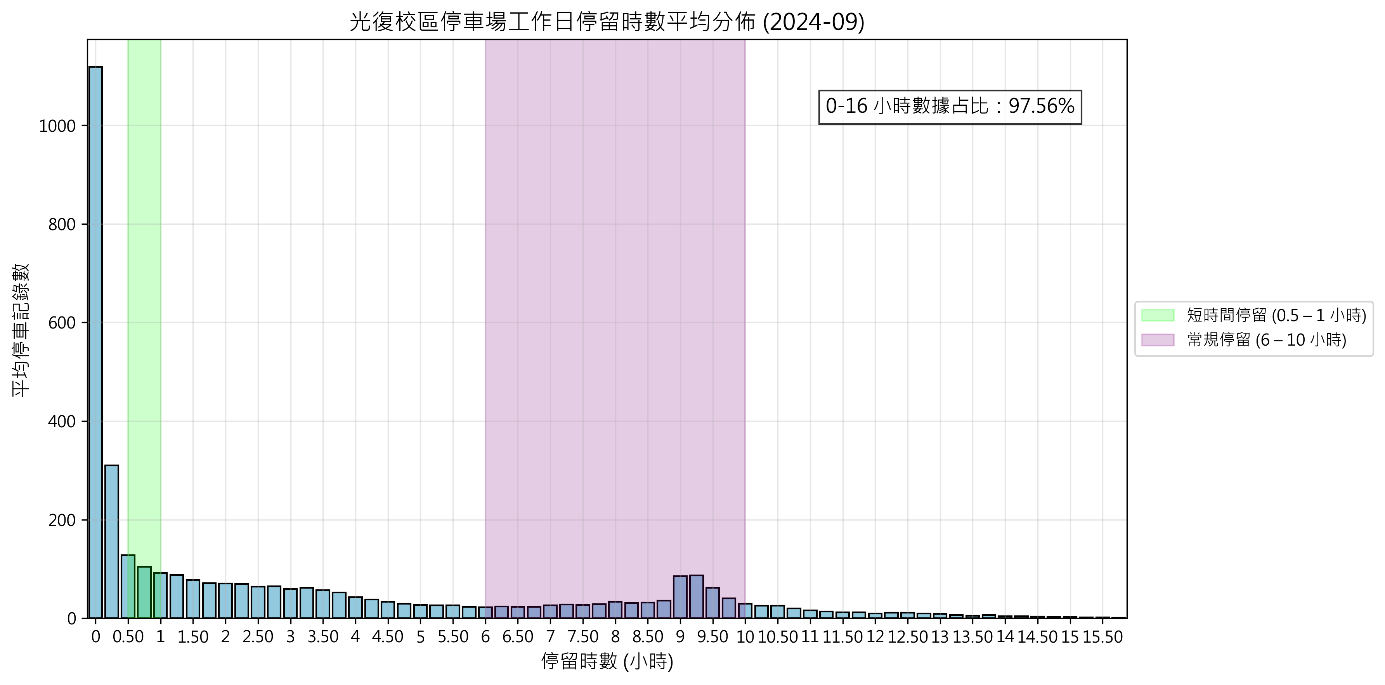 光復校區停車場工作日停留時數平均分佈 (2024-09)
0-16 小時數據占比：97.56%
平均停車記錄數
1000
800
600
400
200
0
短時間停留 (0.5 – 1 小時)
常規停留 (6 – 10 小時)
0 0.50 1 1.50 2 2.50 3 3.50 4 4.50 5 5.50 6 6.50 7 7.50 8 8.50 9 9.50 10 10.50 11 11.50 12 12.50 13 13.50 14 14.50 15 15.50
停留時數 (小時)